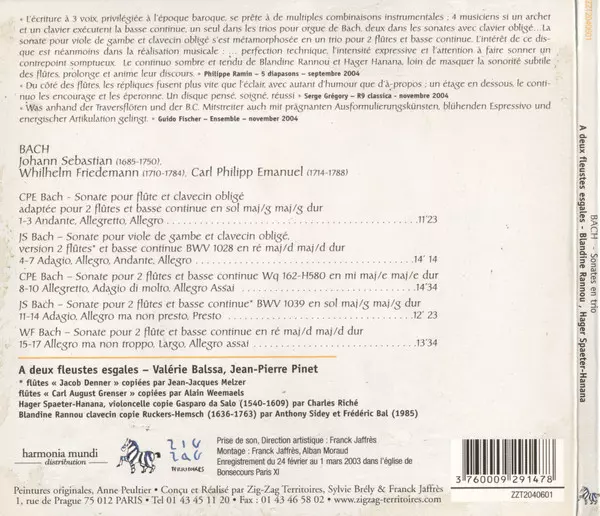 • L'écriture à 3 voix, privilégiée à l'époque baroque, se prête à de multiples combinaisons instrumentales ; 4 musiciens si un archet
et un clavier exécutent la basse continue, un seul dans les trios pour orgue de Bach, deux dans les sonates avec clavier obligé...La
sonate pour viole de gambe et clavecin obligé s'est métamorphosée en un trio pour 2 flûtes et basse continue. L'intérêt de ce dis-
que est néanmoins dans la réalisation musicale : ... perfection technique, l'intensité expressive et l'attention à faire sonner un
contrepoint somptueux. Le continuo sombre et tendu de Blandine Rannou et Hager Hanana, loin de masquer la sonorité subtile
des flûtes, prolonge et anime leur discours • Philippe Ramin – 5 diapasons – septembre 2004
• Du côté des flûtes, les répliques fusent plus vite que l'éclair, avec autant d'humour que d'à-propos ; un étage en dessous, le conti-
nuo les encourage et les éperonne. Un disque pensé, soigné, réussi • Serge Grégory – R9 classica - novembre 2004
• Was anhand der Traversflöten und der B.C. Mitstreiter auch mit prägnanten Ausformulierungskünsten, blühenden Espressivo und
energischer Artikulation gelingt. • Guido Fischer – Ensemble – november 2004
BACH
Johann Sebastian (1685-1750),
Whilhelm Friedemann (1710-1784), Carl Philipp Emanuel (1714-1788)
CPE Bach - Sonate pour flûte et clavecin obligé
adaptée pour 2 flûtes et basse continue en sol maj/g maj/g dur
1-3 Andante, Allegretto, Allegro 11'23
JS Bach – Sonate pour viole de gambe et clavecin obligé,
version 2 flûtes* et basse continue BWV 1028 en ré maj/d maj/d dur
4-7 Adagio, Allegro, Andante, Allegro 14' 14
CPE Bach – Sonate pour 2 flûtes et basse continue Wq 162-H580 en mi maj/e maj/e dur
8-10 Allegretto, Adagio di molto, Allegro Assai 14'34
JS Bach – Sonate pour 2 flûtes et basse continue* BWV 1039 en sol maj/g maj/g dur
11-14 Adagio, Allegro ma non presto, Presto 12' 23
WF Bach – Sonate pour 2 flûtes et basse continue en ré maj/d maj/d dur
15-17 Allegro ma non troppo, Largo, Allegro assai 13'34
A deux fleustes esgales – Valérie Balssa, Jean-Pierre Pinet
* flûtes « Jacob Denner » copiées par Jean-Jacques Melzer
flûtes « Carl August Grenser » copiées par Alain Weemaels
Hager Spaeter-Hanana, violoncelle copie Gasparo da Salo (1540-1609) par Charles Riché
Blandine Rannou clavecin copie Ruckers-Hemsch (1636-1763) par Anthony Sidey et Frédéric Bal (1985)
harmonia mundi
distribution
ZIG
ZAG
TERRITOIRES
Prise de son, Direction artistique : Franck Jaffrès
Montage : Franck Jaffrès, Alban Moraud
Enregistrement du 24 février au 1 mars 2003 dans l'église de
Bonsecours Paris XI
3 760009 291478
ZZT2040601
Peintures originales, Anne Peultier • Conçu et Réalisé par Zig-Zag Territoires, Sylvie Brély & Franck Jaffrès
1, rue de Prague 75 012 PARIS • Tel 01 43 45 11 20 • Fax : 01 43 46 58 02 • www.zigzag-territoires.com
ZZT2040601
BACH - Sonates en trio
A deux fleustes esgales - Blandine Rannou , Hager Spaeter-Hanana